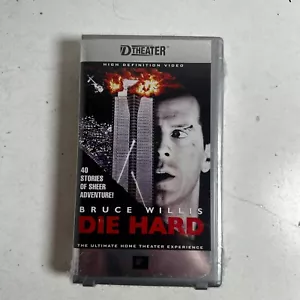 D THEATER
HIGH DEFINITION VIDEO
40
STORIES
OF SHEER
ADVENTURE!
BRUCE WILLIS
DIE HARD
THE ULTIMATE HOME THEATER EXPERIENCE